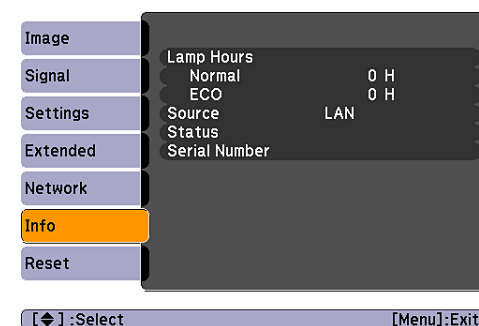 Image
Signal
Settings
Extended
Network
Info
Reset
Lamp Hours
Normal 0 H
ECO 0 H
Source LAN
Status
Serial Number
[◆] :Select [Menu]:Exit